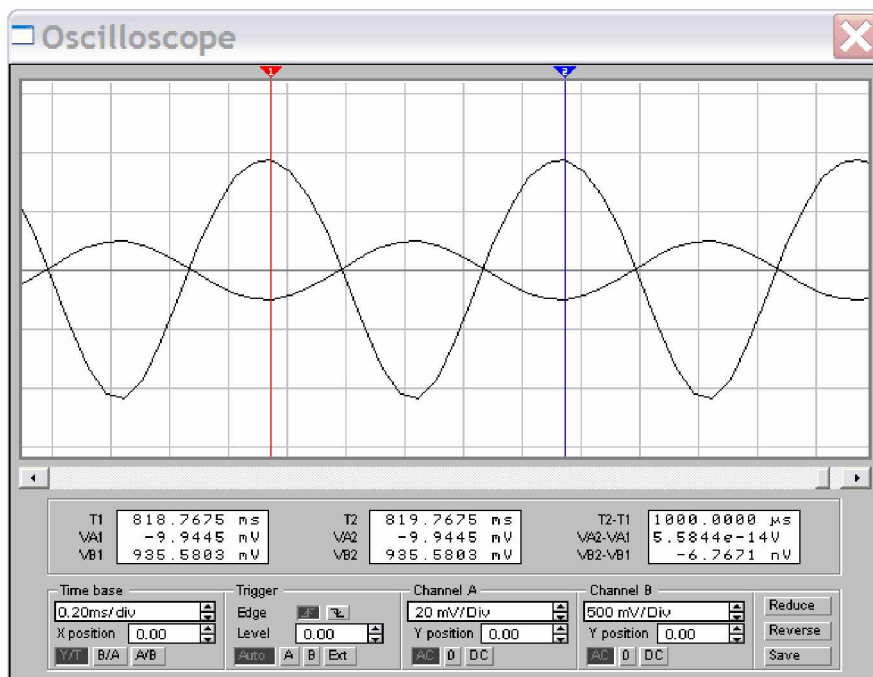 Oscilloscope
1 2
T1 818.7675 ms T2 819.7675 ms T2-T1 1000.0000 µs
VA1 -9.9445 mV VA2 -9.9445 mV VA2-VA1 5.5844e-14V
VB1 935.5803 mV VB2 935.5803 mV VB2-VB1 -6.7671 nV
Time base Trigger Channel A Channel B
0.20ms/div Edge 20 mV/Div 500 mV/Div Reduce
X position 0.00 Level 0.00 Y position 0.00 Y position 0.00 Reverse
Y/T B/A A/B Auto A B Ext AC 0 DC AC 0 DC Save